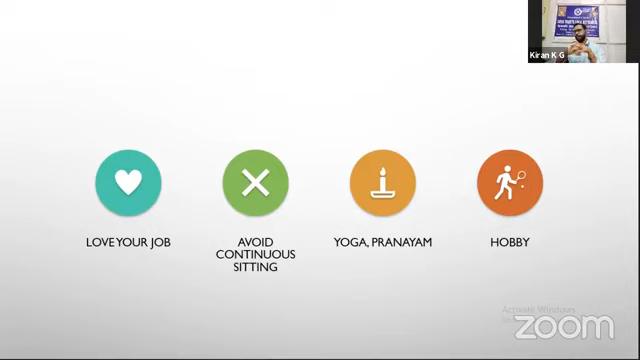 Kiran K G
LOVE YOUR JOB
AVOID
CONTINUOUS
SITTING
YOGA, PRANAYAM
HOBBY
Activate Windows
zoom